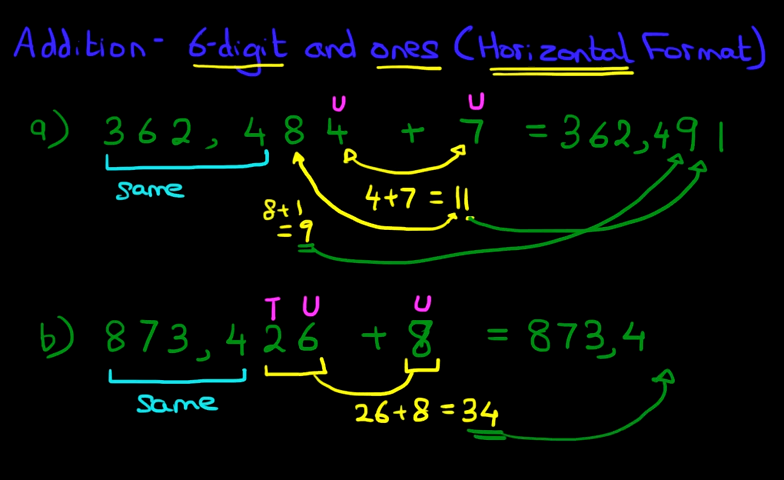 Addition - 6-digit and ones (Horizontal Format)
U U
a) 362,484 + 7 = 362,491
same
4+7 = 11
8+1
= 9
T U U
b) 873,426 + 8 = 873,4
same
26+8 = 34